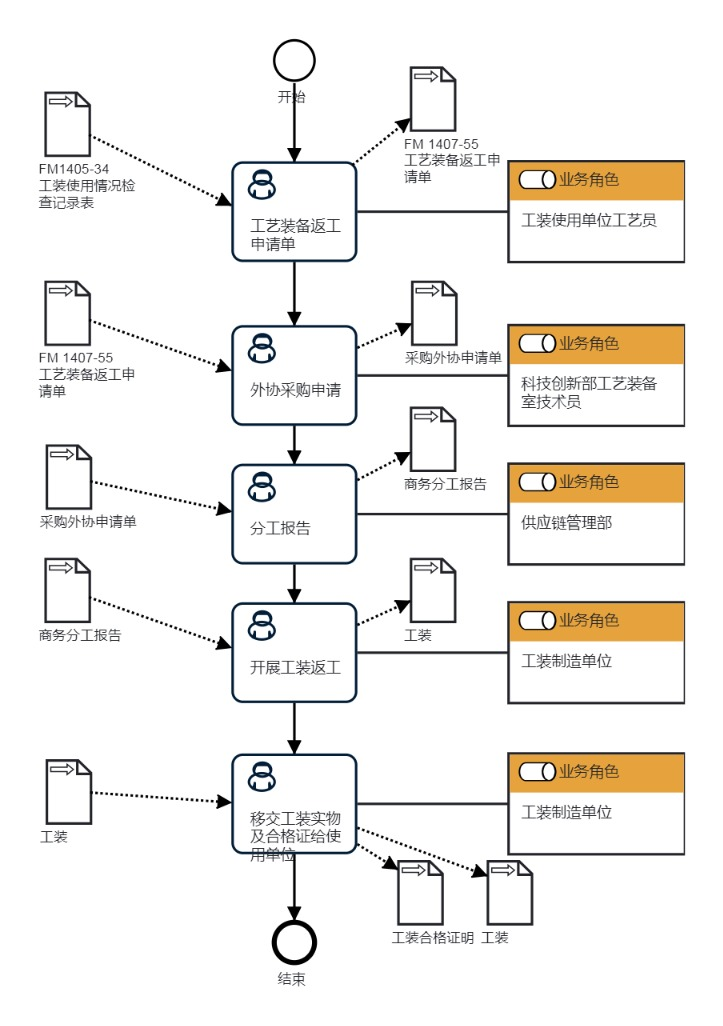 开始
FM1405-34
工装使用情况检
查记录表
FM 1407-55
工艺装备返工申
请单
工艺装备返工
申请单
业务角色
工装使用单位工艺员
FM 1407-55
工艺装备返工申
请单
外协采购申请
采购外协申请单
业务角色
科技创新部工艺装备
室技术员
采购外协申请单
分工报告
商务分工报告
业务角色
供应链管理部
商务分工报告
开展工装返工
工装
业务角色
工装制造单位
工装
移交工装实物
及合格证给使
用单位
业务角色
工装制造单位
工装合格证明
工装
结束